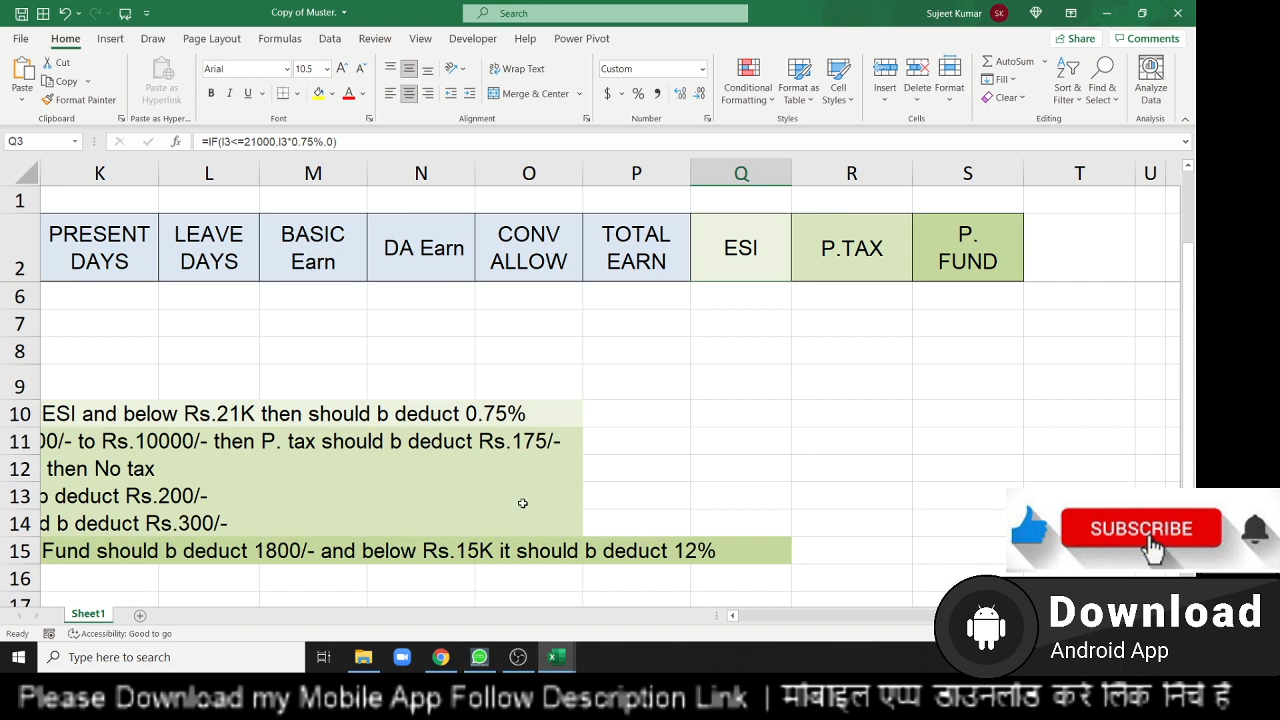 Copy of Muster.
Search
Sujeet Kumar
SK
File Home Insert Draw Page Layout Formulas Data Review View Developer Help Power Pivot
Share
Comments
Paste
Cut
Copy
Format Painter
Clipboard
Paste as Hyperlink
Paste as Hyper...
Arial
10.5
B I U
Font
Wrap Text
Merge & Center
Alignment
Custom
$ % ,
Number
Conditional Formatting
Format as Table
Cell Styles
Styles
Insert
Delete
Format
Cells
AutoSum
Fill
Clear
Sort & Filter
Find & Select
Editing
Analyze Data
Analysis
Q3
fx
=IF(I3<=21000,I3*0.75%,0)
K L M N O P Q R S T U
1
2
PRESENT DAYS
LEAVE DAYS
BASIC Earn
DA Earn
CONV ALLOW
TOTAL EARN
ESI
P.TAX
P. FUND
6
7
8
9
10 ESI and below Rs.21K then should b deduct 0.75%
11 00/- to Rs.10000/- then P. tax should b deduct Rs.175/-
12 then No tax
13 b deduct Rs.200/-
14 d b deduct Rs.300/-
15 Fund should b deduct 1800/- and below Rs.15K it should b deduct 12%
16
17
SUBSCRIBE
Download
Android App
Sheet1
Ready
Accessibility: Good to go
Type here to search
Please Download my Mobile App Follow Description Link | मोबाइल एप्प डाउनलोड करे लिंक निचे है